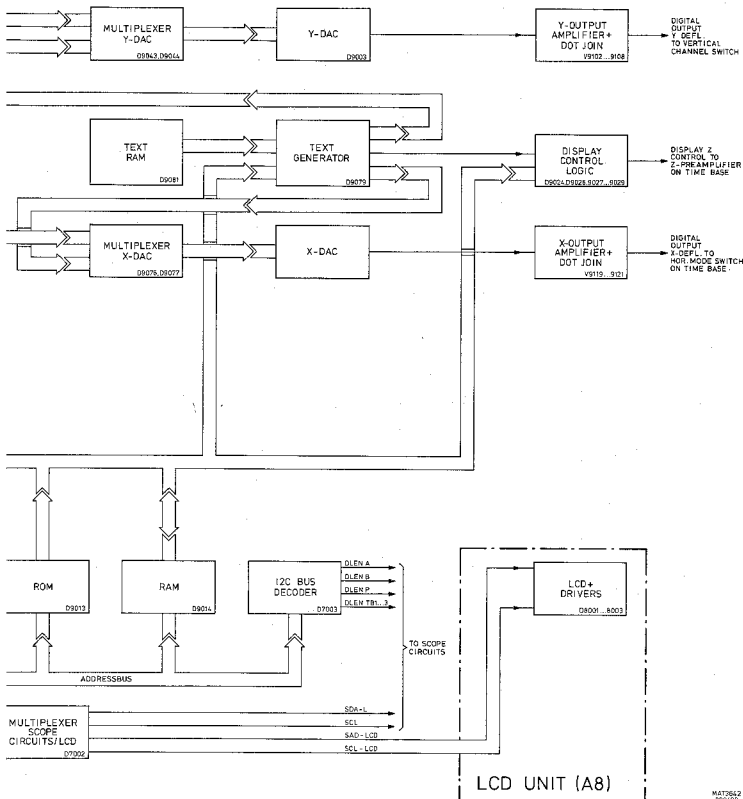 MULTIPLEXER
Y-DAC
D9043,D9044
Y-DAC
D9003
Y-OUTPUT
AMPLIFIER+
DOT JOIN
V9102...9108
DIGITAL
OUTPUT
Y DEFL.
TO VERTICAL
CHANNEL SWITCH
TEXT
RAM
D9081
TEXT
GENERATOR
D9079
DISPLAY
CONTROL
LOGIC
D9024,D9026,9027...9029
DISPLAY Z
CONTROL TO
Z-PREAMPLIFIER
ON TIME BASE
MULTIPLEXER
X-DAC
D9076,D9077
X-DAC
X-OUTPUT
AMPLIFIER+
DOT JOIN
V9119...9121
DIGITAL
OUTPUT
X-DEFL. TO
HOR. MODE SWITCH
ON TIME BASE.
ROM
D9013
RAM
D9014
I2C BUS
DECODER
D7003
DLEN A
DLEN B
DLEN P
DLEN TB1...3
TO SCOPE
CIRCUITS
LCD+
DRIVERS
D8001...8003
ADDRESSBUS
MULTIPLEXER
SCOPE
CIRCUITS/LCD
D7002
SDA-L
SCL
SAD-LCD
SCL-LCD
LCD UNIT (A8)
MAT3642